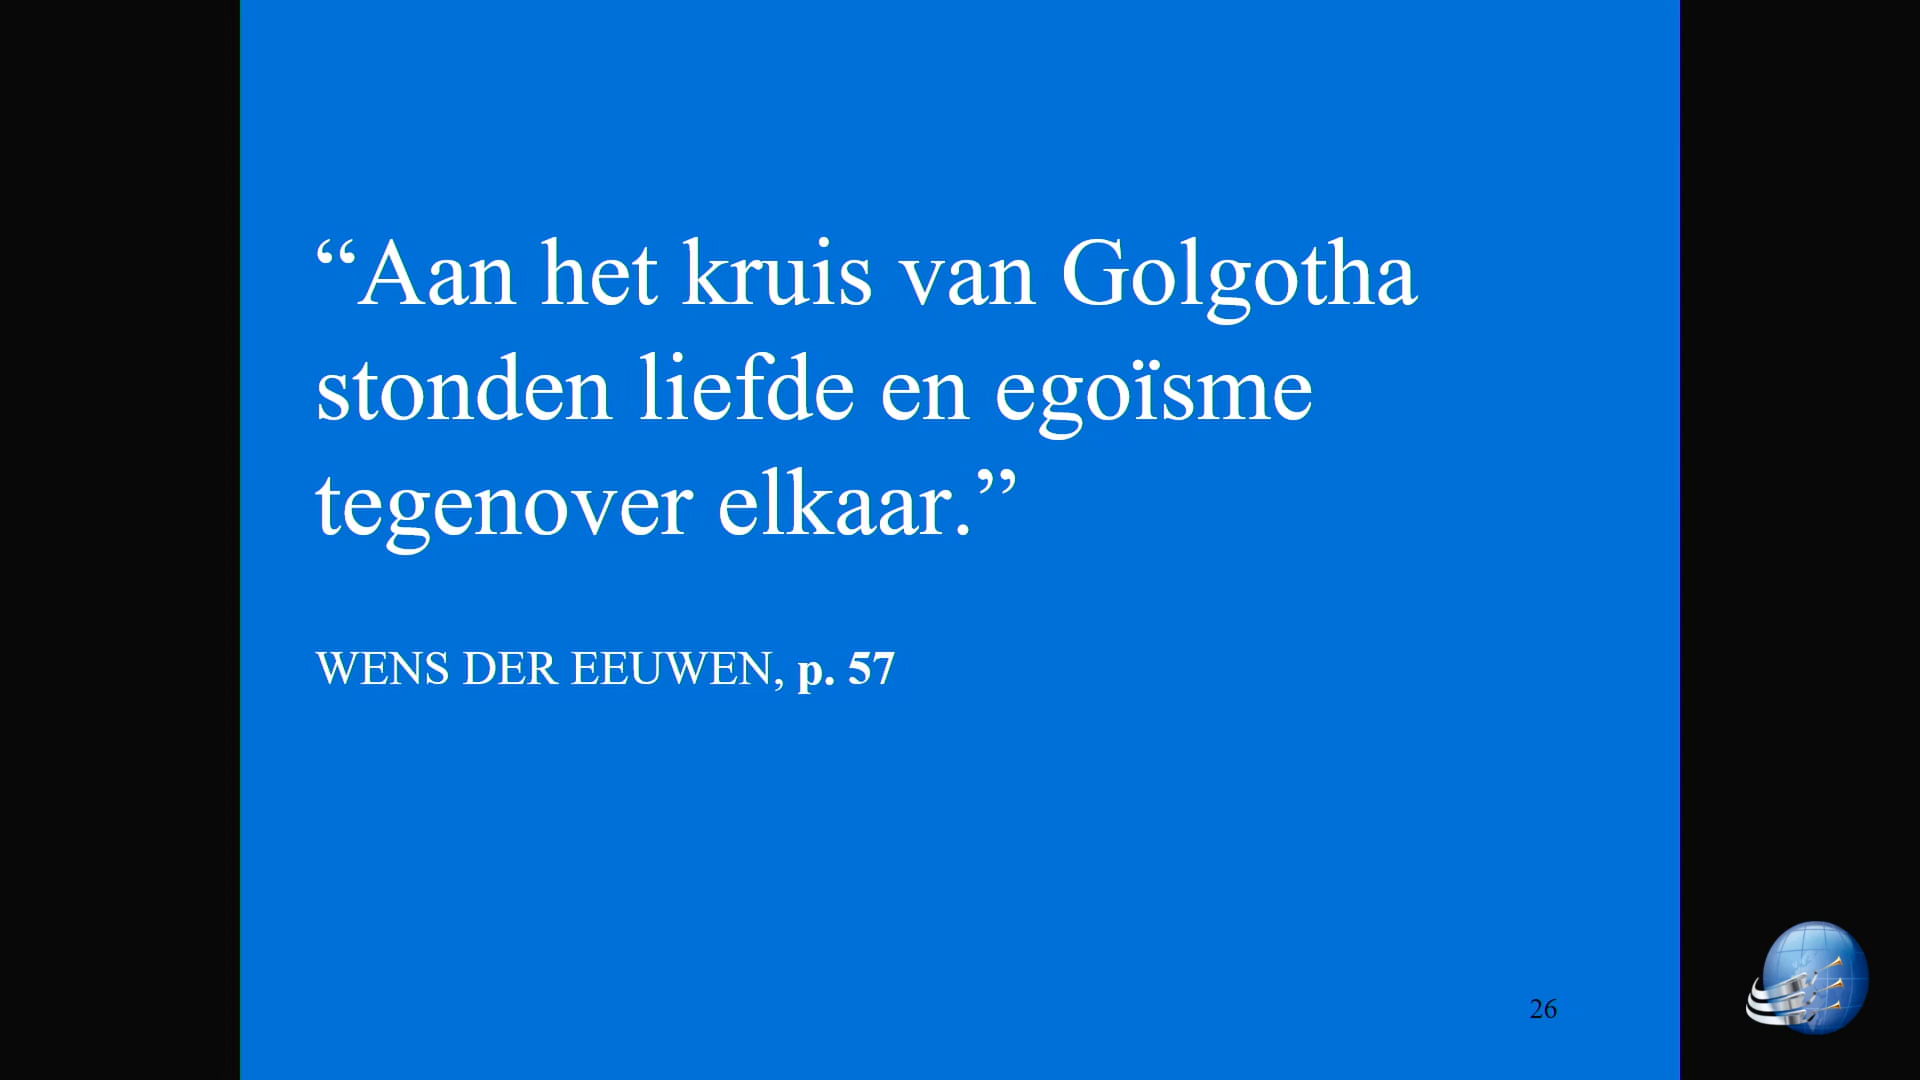 “Aan het kruis van Golgotha
stonden liefde en egoïsme
tegenover elkaar.”
WENS DER EEUWEN, p. 57
26